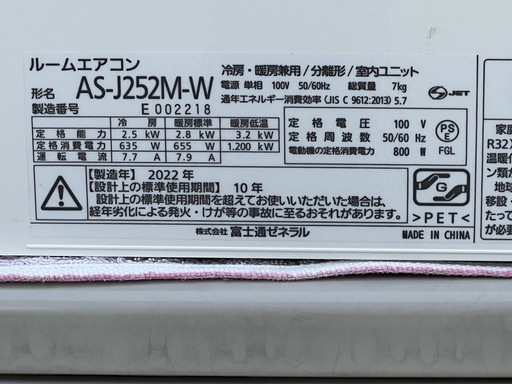 ルームエアコン
形名 AS-J252M-W
製造番号 E002218
冷房・暖房兼用/分離形/室内ユニット
電源 単相 100V 50/60Hz 総質量 7kg
通年エネルギー消費効率(JIS C 9612:2013) 5.7
JET
冷房 暖房標準 暖房低温
定格能力 2.5 kW 2.8 kW 3.2 kW
定格消費電力 635 W 655 W 1,200 kW
運転電流 7.7 A 7.9 A
定格電圧 100 V
定格周波数 50/60 Hz
電動機の定格消費電力 800 W
PSE
FGL
【製造年】2022年
【設計上の標準使用期間】10年
設計上の標準使用期間を超えてお使いいただいた場合は、
経年劣化による発火・けが等の事故に至るおそれがあります。
G
>PET<
株式会社 富士通ゼネラル
MADE IN CHINA
家庭
R32)
温暖化
ン類が
移設・
たって
地球